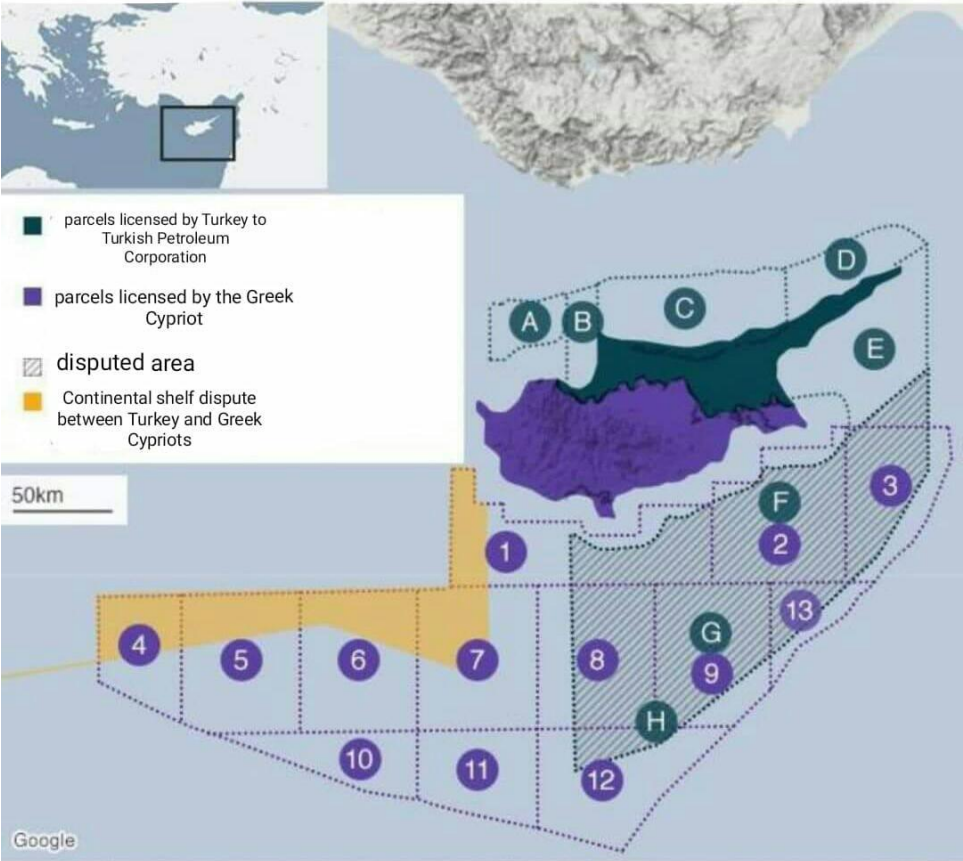 parcels licensed by Turkey to
Turkish Petroleum
Corporation
parcels licensed by the Greek
Cypriot
disputed area
Continental shelf dispute
between Turkey and Greek
Cypriots
50km
A
B
C
D
E
F
G
H
1
2
3
4
5
6
7
8
9
10
11
12
13
Google